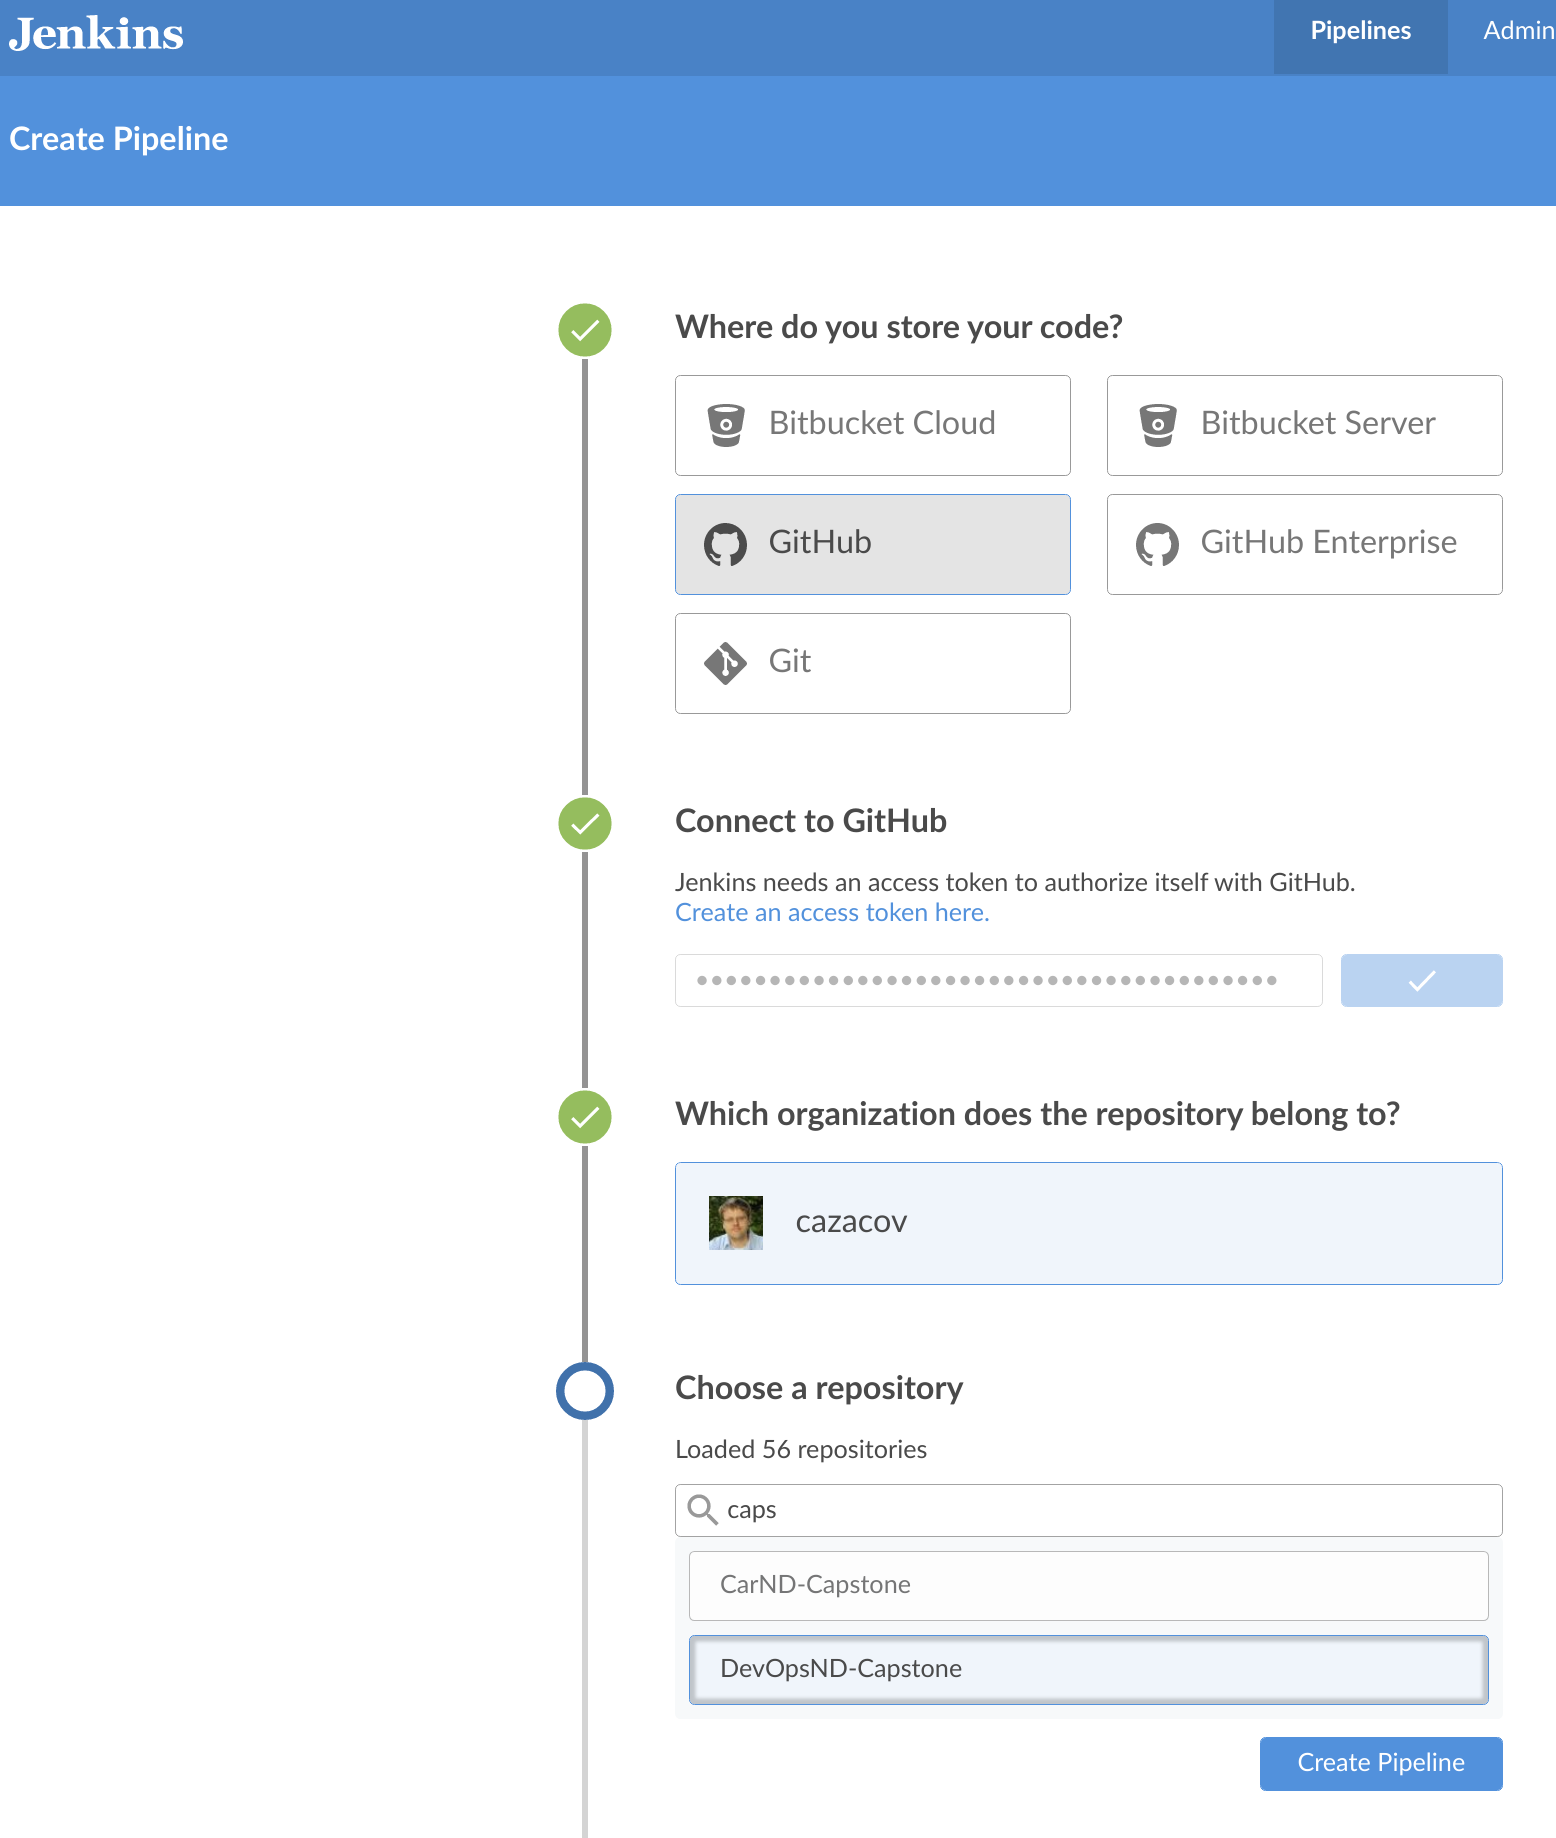 Jenkins
Pipelines
Admin
Create Pipeline
Where do you store your code?
Bitbucket Cloud
Bitbucket Server
GitHub
GitHub Enterprise
Git
Connect to GitHub
Jenkins needs an access token to authorize itself with GitHub.
Create an access token here.
Which organization does the repository belong to?
cazacov
Choose a repository
Loaded 56 repositories
caps
CarND-Capstone
DevOpsND-Capstone
Create Pipeline